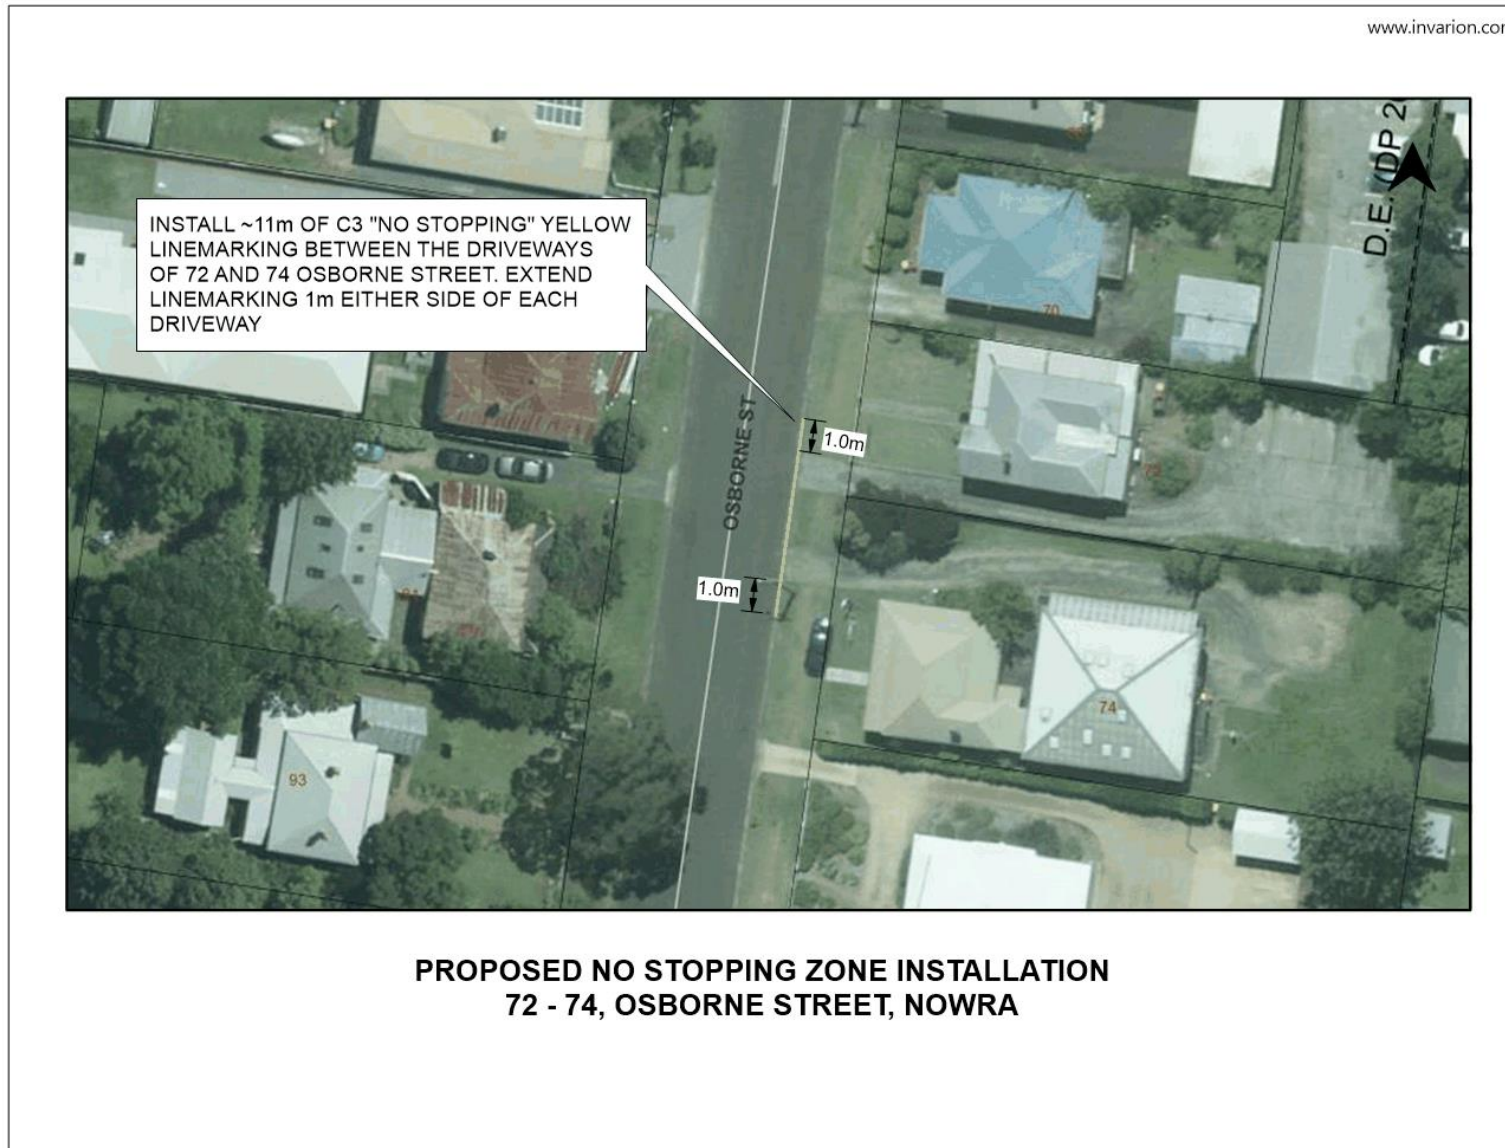 www.invarion.com
D.E. (DP 2
INSTALL ~11m OF C3 "NO STOPPING" YELLOW
LINEMARKING BETWEEN THE DRIVEWAYS
OF 72 AND 74 OSBORNE STREET. EXTEND
LINEMARKING 1m EITHER SIDE OF EACH
DRIVEWAY
70
OSBORNE ST
1.0m
72
1.0m
74
93
PROPOSED NO STOPPING ZONE INSTALLATION
72 - 74, OSBORNE STREET, NOWRA